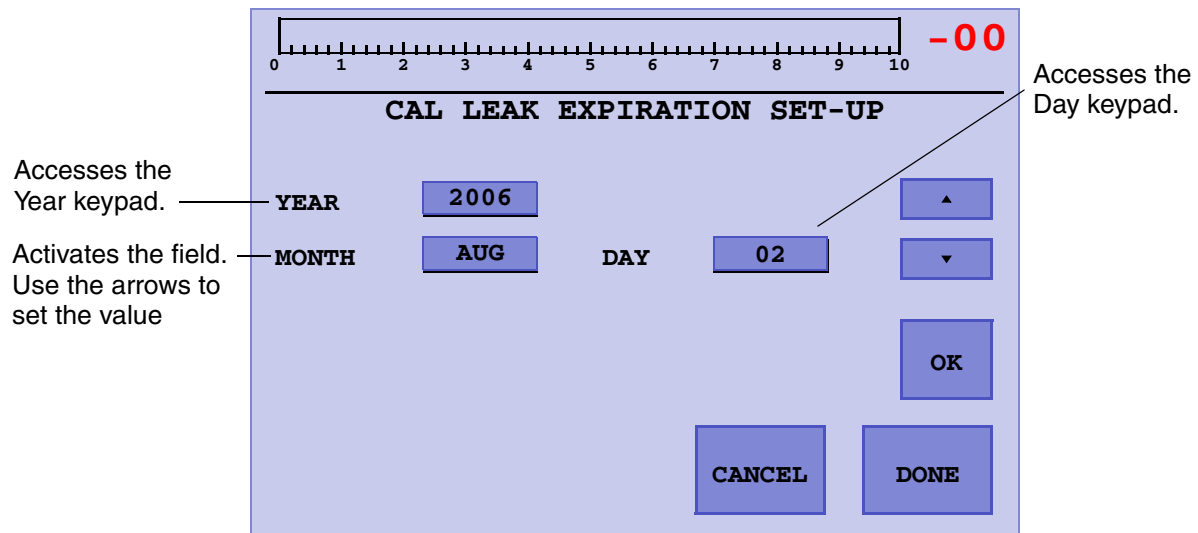 -00
0 1 2 3 4 5 6 7 8 9 10
CAL LEAK EXPIRATION SET-UP
Accesses the
Day keypad.
Accesses the
Year keypad.
YEAR 2006
Activates the field.
Use the arrows to
set the value
MONTH AUG DAY 02
OK
CANCEL DONE